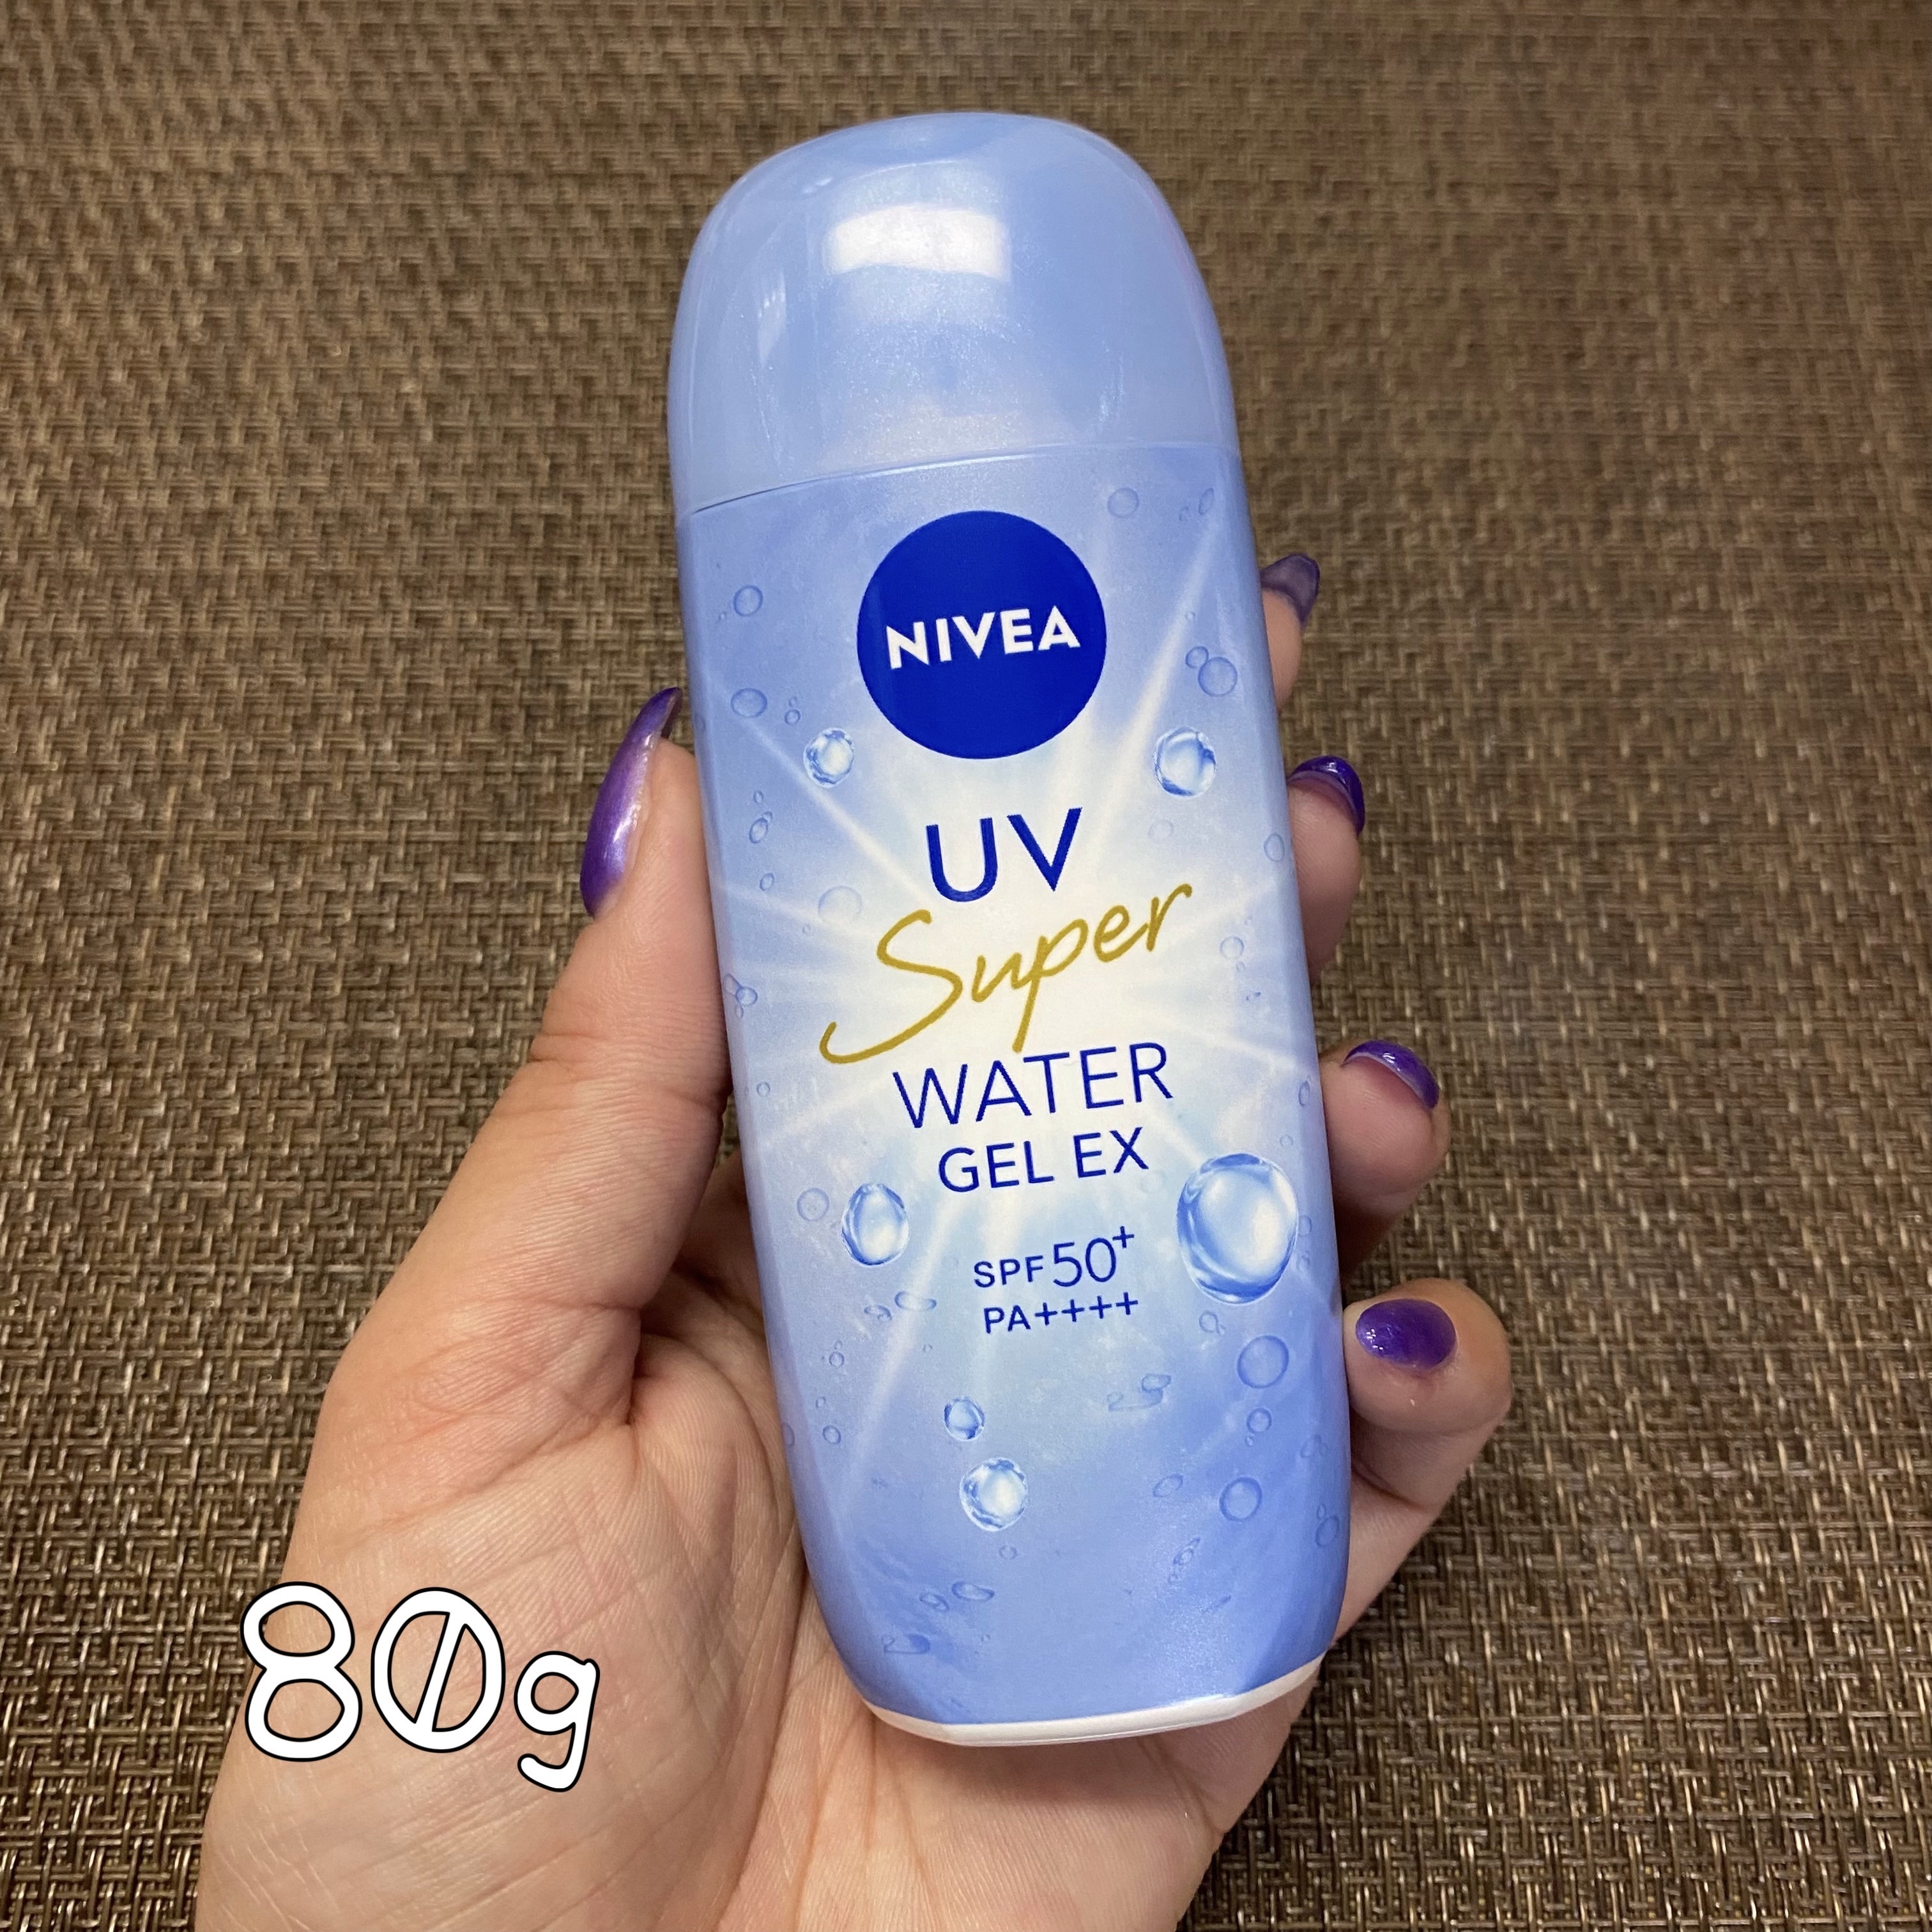 NIVEA
UV
Super
WATER
GEL EX
SPF50+
PA++++
80g